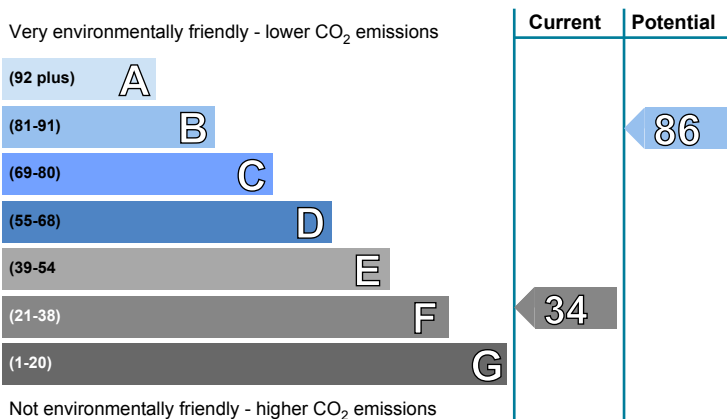 Current Potential
Very environmentally friendly - lower CO₂ emissions
(92 plus) A
(81-91) B
86
(69-80) C
(55-68) D
(39-54 E
(21-38) F
34
(1-20) G
Not environmentally friendly - higher CO₂ emissions